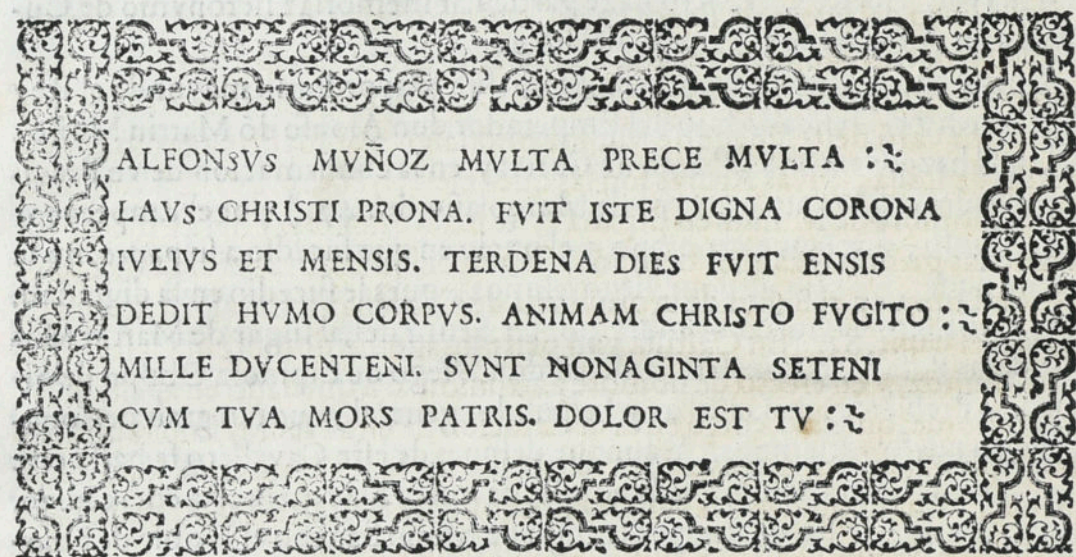 ALFONSVS MVÑOZ MVLTA PRECE MVLTA
LAVS CHRISTI PRONA. FVIT ISTE DIGNA CORONA
IVLIVS ET MENSIS. TERDENA DIES FVIT ENSIS
DEDIT HVMO CORPVS. ANIMAM CHRISTO FVGITO
MILLE DVCENTENI. SVNT NONAGINTA SETENI
CVM TVA MORS PATRIS. DOLOR EST TV